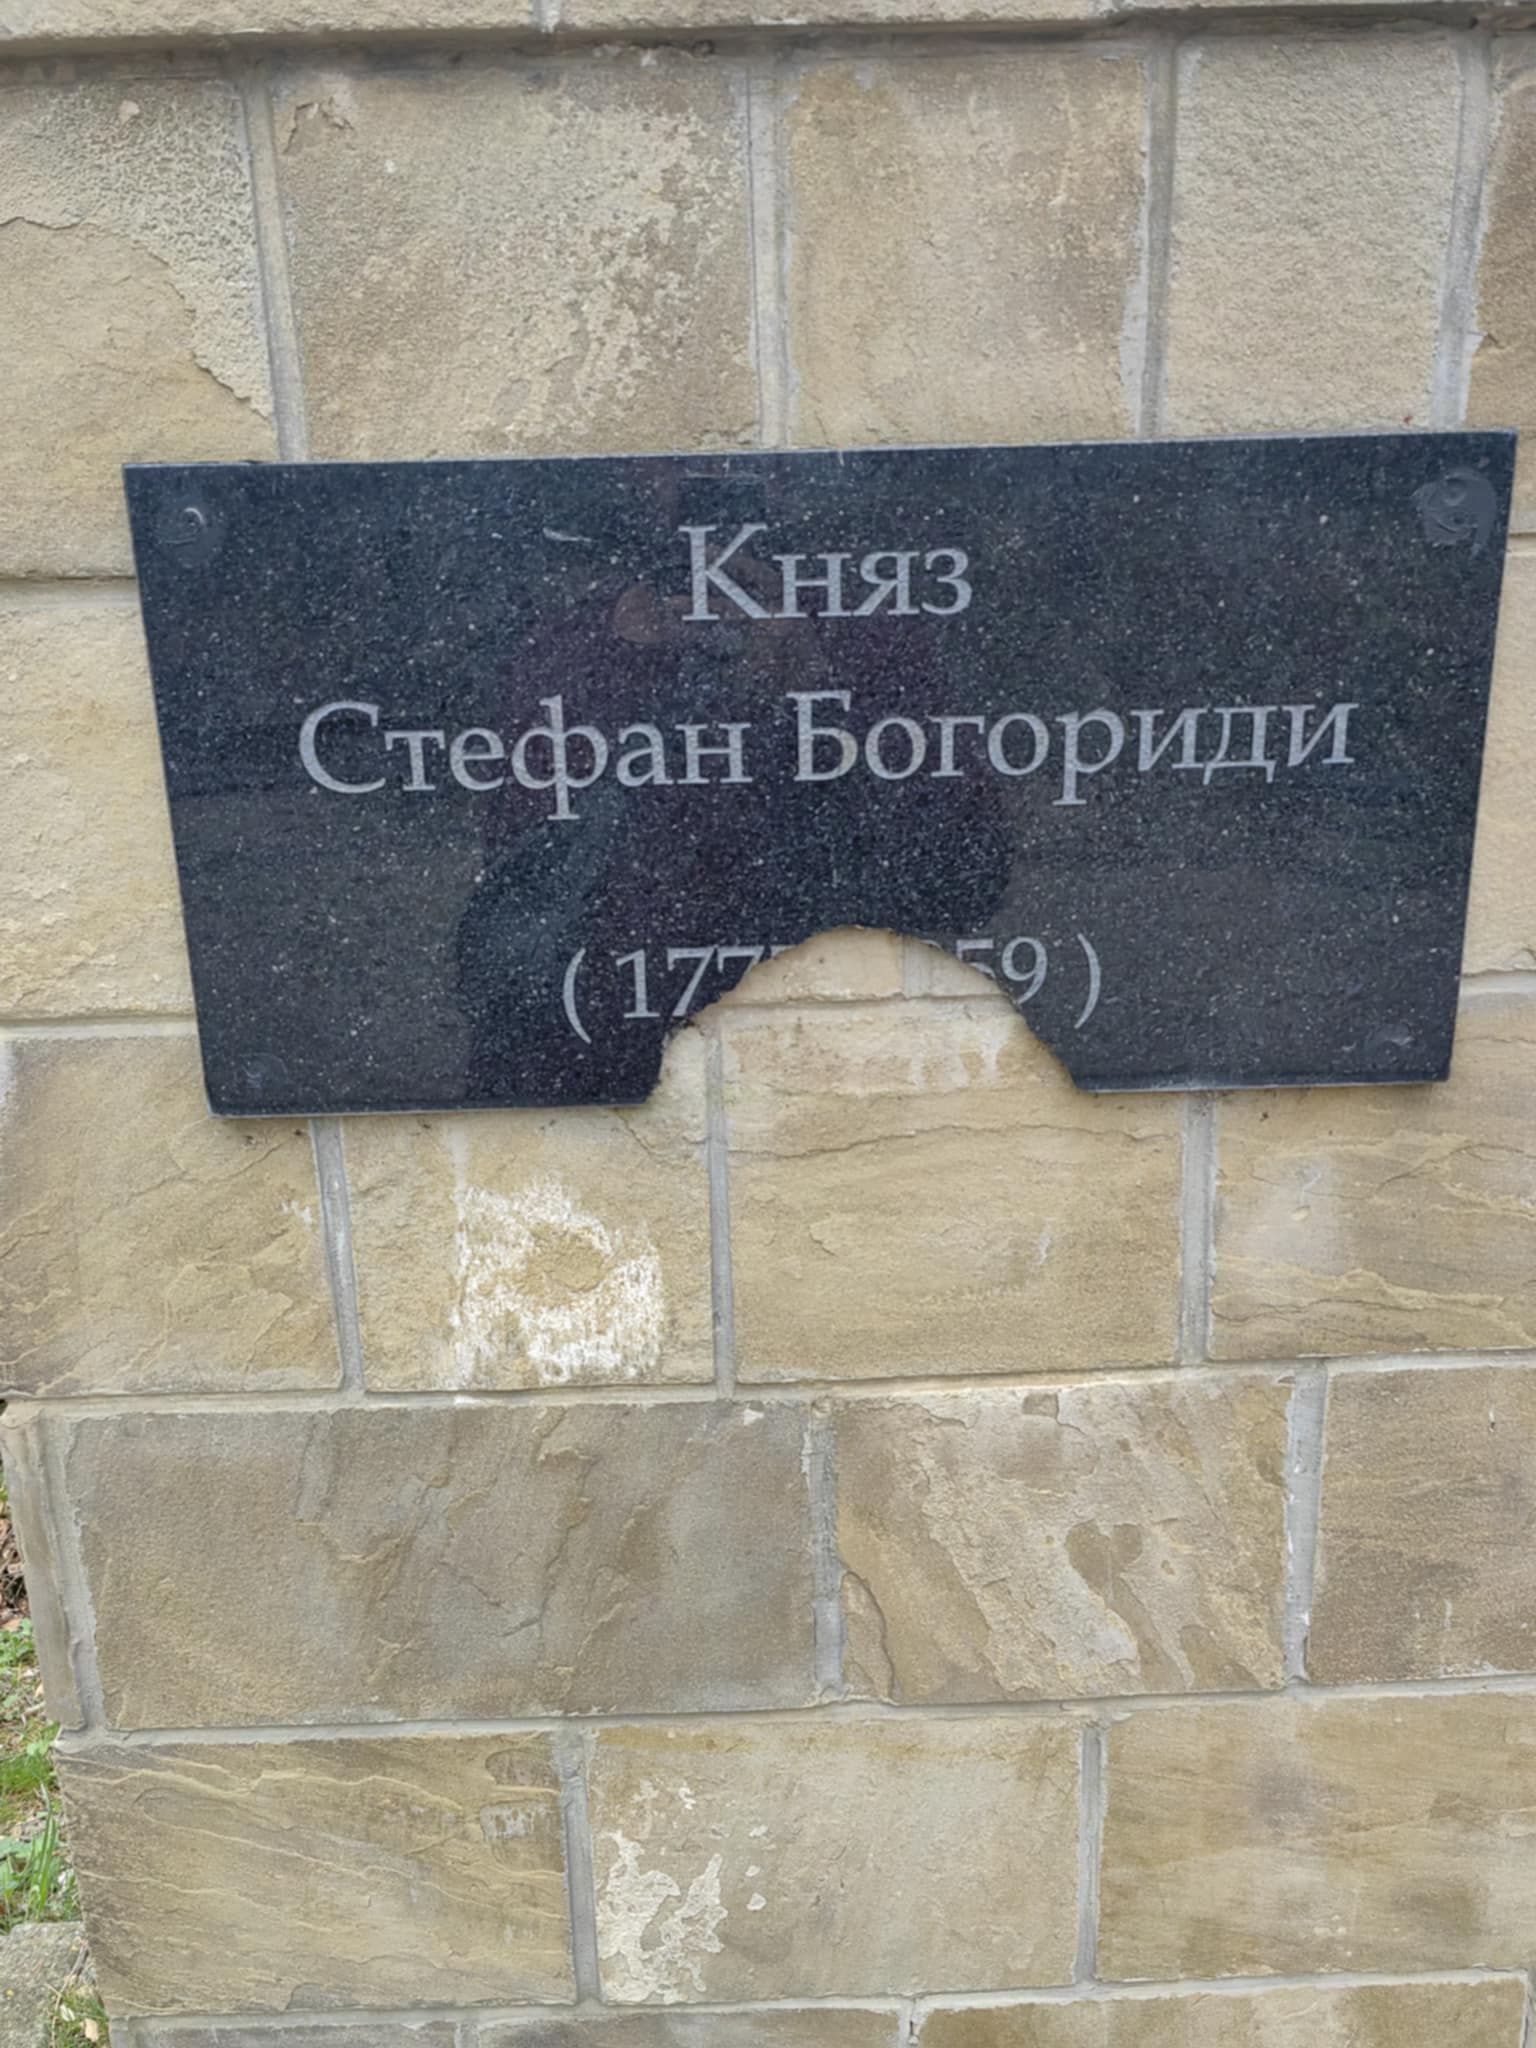 Княз
Стефан Богориди
( 177 59 )